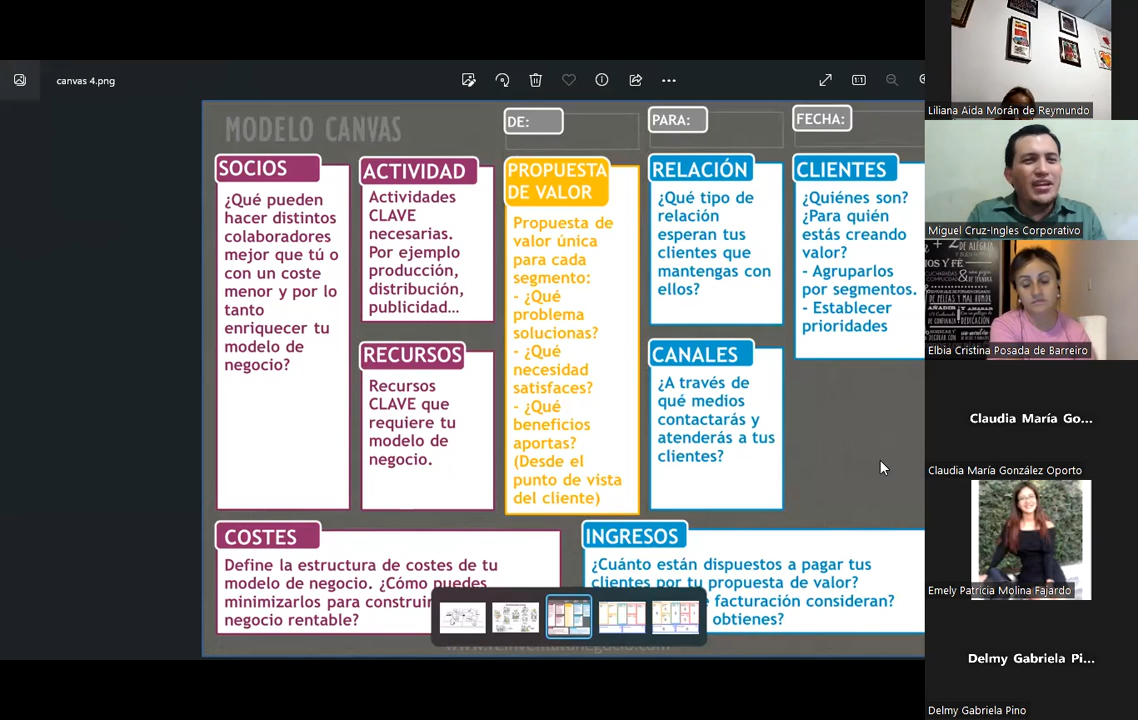 canvas 4.png
MODELO CANVAS
DE:
PARA:
FECHA:
SOCIOS
¿Qué pueden
hacer distintos
colaboradores
mejor que tú o
con un coste
menor y por lo
tanto
enriquecer tu
modelo de
negocio?
ACTIVIDAD
Actividades
CLAVE
necesarias.
Por ejemplo
producción,
distribución,
publicidad...
RECURSOS
Recursos
CLAVE que
requiere tu
modelo de
negocio.
PROPUESTA
DE VALOR
Propuesta de
valor única
para cada
segmento:
- ¿Qué
problema
solucionas?
- ¿Qué
necesidad
satisfaces?
- ¿Qué
beneficios
aportas?
(Desde el
punto de vista
del cliente)
RELACIÓN
¿Qué tipo de
relación
esperan tus
clientes que
mantengas con
ellos?
CANALES
¿A través de
qué medios
contactarás y
atenderás a tus
clientes?
CLIENTES
¿Quiénes son?
¿Para quién
estás creando
valor?
- Agruparlos
por segmentos.
- Establecer
prioridades
COSTES
Define la estructura de costes de tu
modelo de negocio. ¿Cómo puedes
minimizarlos para construir
negocio rentable?
INGRESOS
¿Cuánto están dispuestos a pagar tus
clientes por tu propuesta de valor?
facturación consideran?
obtienes?
Liliana Aida Morán de Reymundo
Miguel Cruz-Ingles Corporativo
DE ALEGRIA
Elbia Cristina Posada de Barreiro
Claudia María Go...
Claudia María González Oporto
Emely Patricia Molina Fajardo
Delmy Gabriela Pi...
Delmy Gabriela Pino